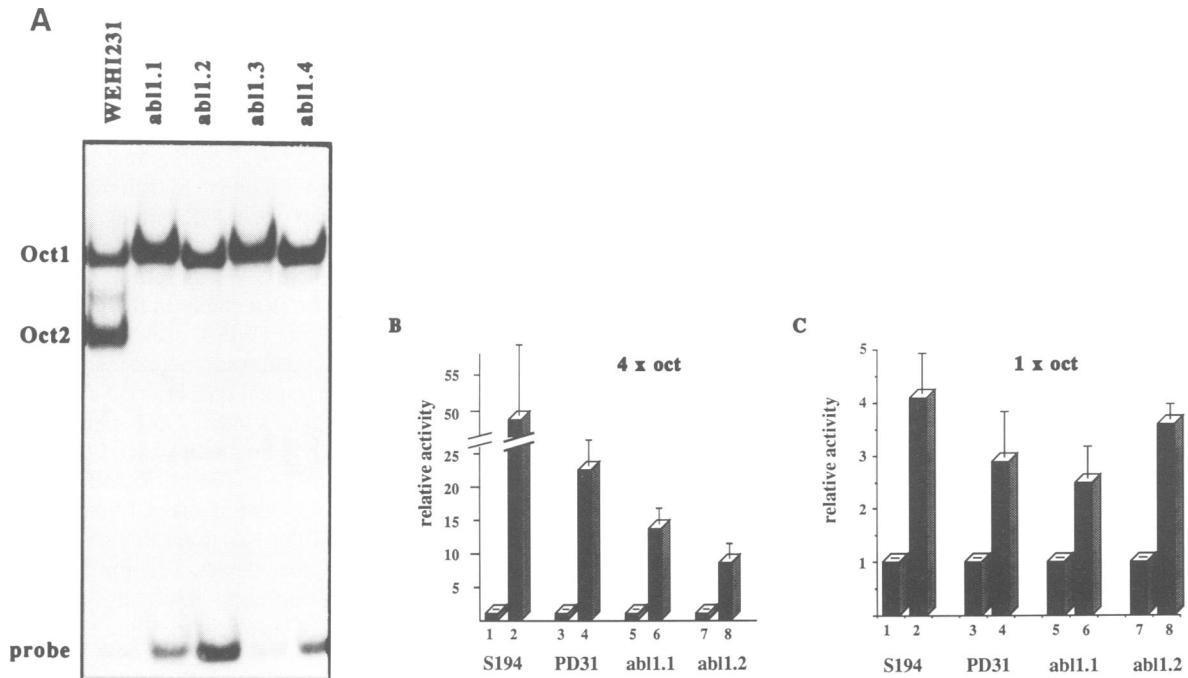 A
WEHI231
abl1.1
abl1.2
abl1.3
abl1.4
Oct1
Oct2
probe
B
4 x oct
relative activity
55
50
25
20
15
10
5
1 2 3 4 5 6 7 8
S194 PD31 abl1.1 abl1.2
C
1 x oct
relative activity
5
4
3
2
1
1 2 3 4 5 6 7 8
S194 PD31 abl1.1 abl1.2